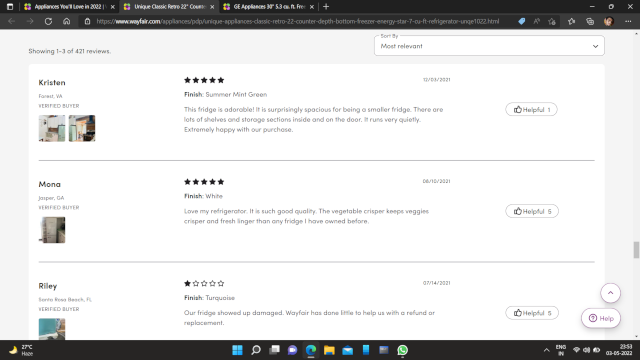 Appliances You'll Love in 2022 |
Unique Classic Retro 22" Counte
GE Appliances 30" 5.3 cu. ft. Free
https://www.wayfair.com/appliances/pdp/unique-appliances-classic-retro-22-counter-depth-bottom-freezer-energy-star-7-cu-ft-refrigerator-unqe1022.html
Showing 1-3 of 421 reviews.
Sort By
Most relevant
Kristen
Forest, VA
VERIFIED BUYER
12/03/2021
Finish: Summer Mint Green
This fridge is adorable! It is surprisingly spacious for being a smaller fridge. There are
lots of shelves and storage sections inside and on the door. It runs very quietly.
Extremely happy with our purchase.
Helpful 1
Mona
Jasper, GA
VERIFIED BUYER
08/10/2021
Finish: White
Love my refrigerator. It is such good quality. The vegetable crisper keeps veggies
crisper and fresh linger than any fridge I have owned before.
Helpful 5
Riley
Santa Rosa Beach, FL
VERIFIED BUYER
07/14/2021
Finish: Turquoise
Our fridge showed up damaged. Wayfair has done little to help us with a refund or
replacement.
Helpful 5
Help
27°C
Haze
ENG
IN
23:53
03-05-2022